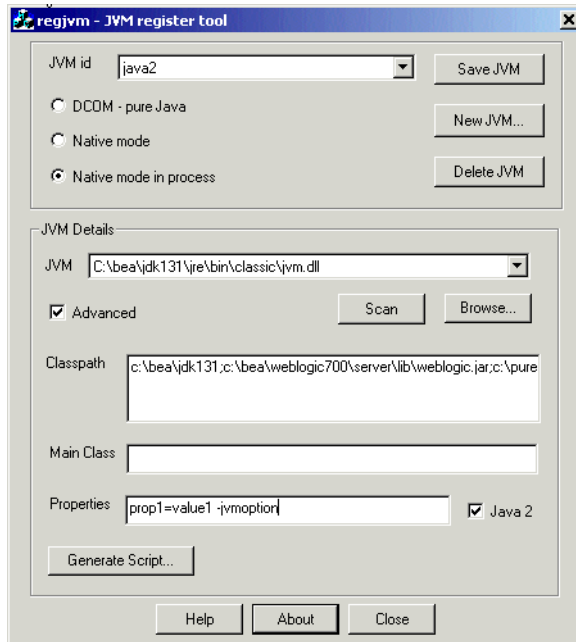 regjvm - JVM register tool
JVM id java2 Save JVM
DCOM - pure Java
New JVM...
Native mode
Native mode in process Delete JVM
JVM Details
JVM C:\bea\jdk131\jre\bin\classic\jvm.dll
Advanced Scan Browse...
Classpath c:\bea\jdk131;c:\bea\weblogic700\server\lib\weblogic.jar;c:\pure
Main Class
Properties prop1=value1 -jvmoption Java 2
Generate Script...
Help About Close